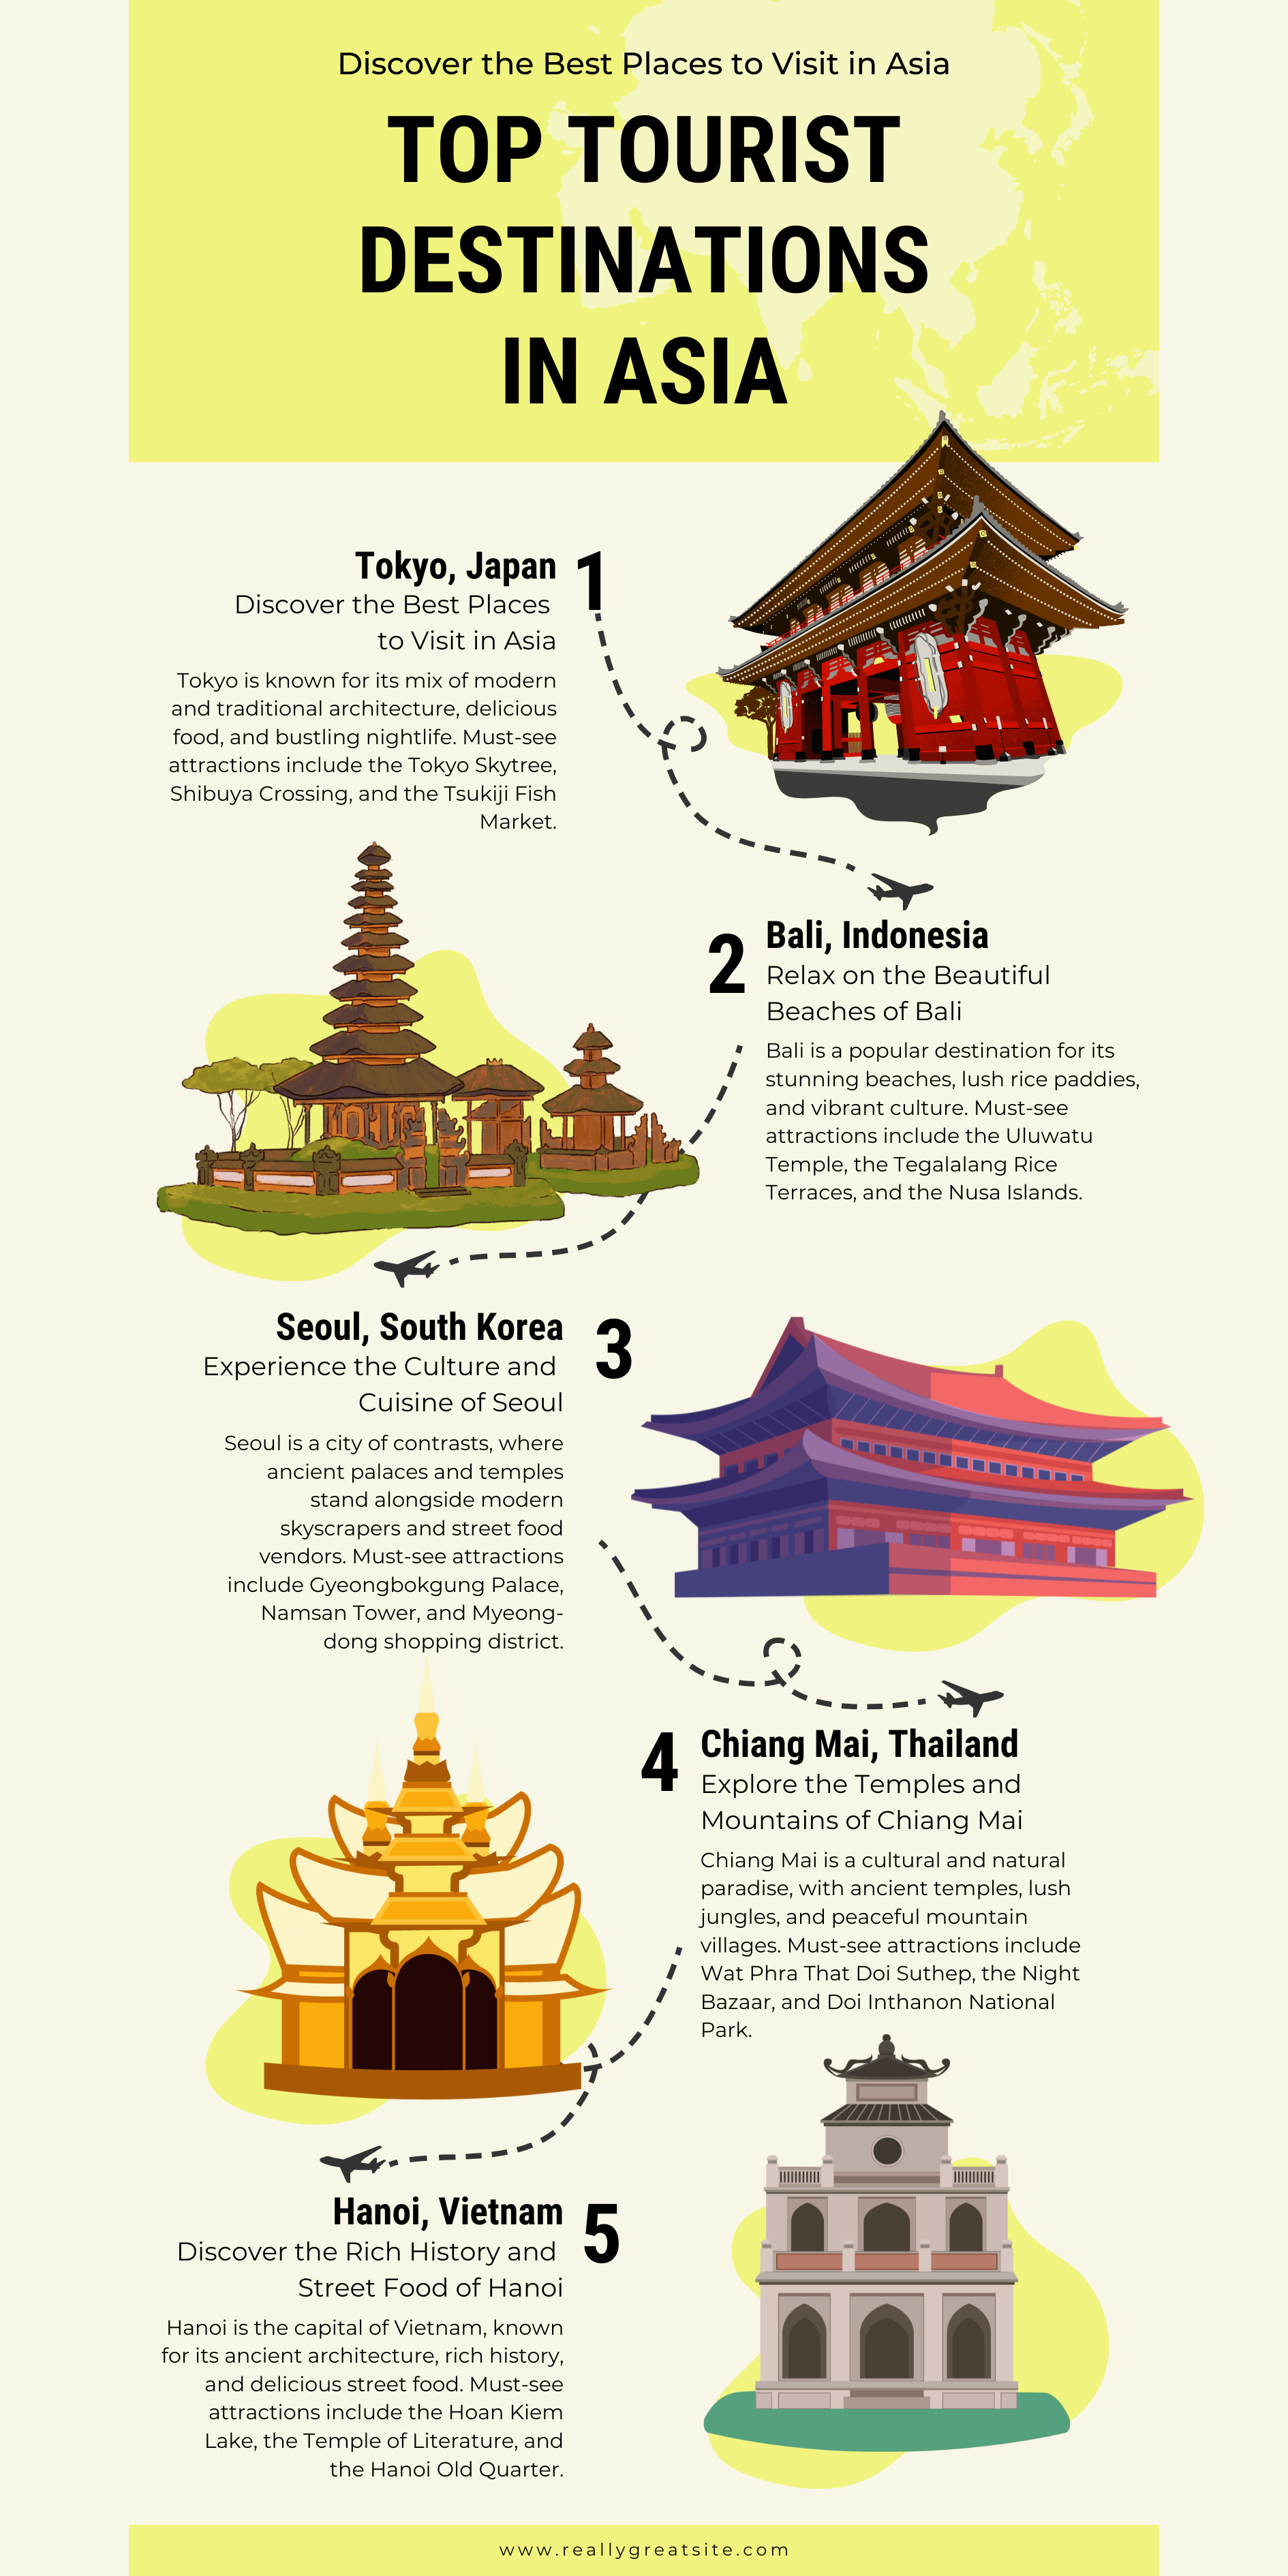 Discover the Best Places to Visit in Asia
TOP TOURIST
DESTINATIONS
IN ASIA
Tokyo, Japan
1
Discover the Best Places
to Visit in Asia
Tokyo is known for its mix of modern
and traditional architecture, delicious
food, and bustling nightlife. Must-see
attractions include the Tokyo Skytree,
Shibuya Crossing, and the Tsukiji Fish
Market.
2
Bali, Indonesia
Relax on the Beautiful
Beaches of Bali
Bali is a popular destination for its
stunning beaches, lush rice paddies,
and vibrant culture. Must-see
attractions include the Uluwatu
Temple, the Tegalalang Rice
Terraces, and the Nusa Islands.
Seoul, South Korea
3
Experience the Culture and
Cuisine of Seoul
Seoul is a city of contrasts, where
ancient palaces and temples
stand alongside modern
skyscrapers and street food
vendors. Must-see attractions
include Gyeongbokgung Palace,
Namsan Tower, and Myeong-
dong shopping district.
4
Chiang Mai, Thailand
Explore the Temples and
Mountains of Chiang Mai
Chiang Mai is a cultural and natural
paradise, with ancient temples, lush
jungles, and peaceful mountain
villages. Must-see attractions include
Wat Phra That Doi Suthep, the Night
Bazaar, and Doi Inthanon National
Park.
Hanoi, Vietnam
5
Discover the Rich History and
Street Food of Hanoi
Hanoi is the capital of Vietnam, known
for its ancient architecture, rich history,
and delicious street food. Must-see
attractions include the Hoan Kiem
Lake, the Temple of Literature, and
the Hanoi Old Quarter.
www.reallygreatsite.com